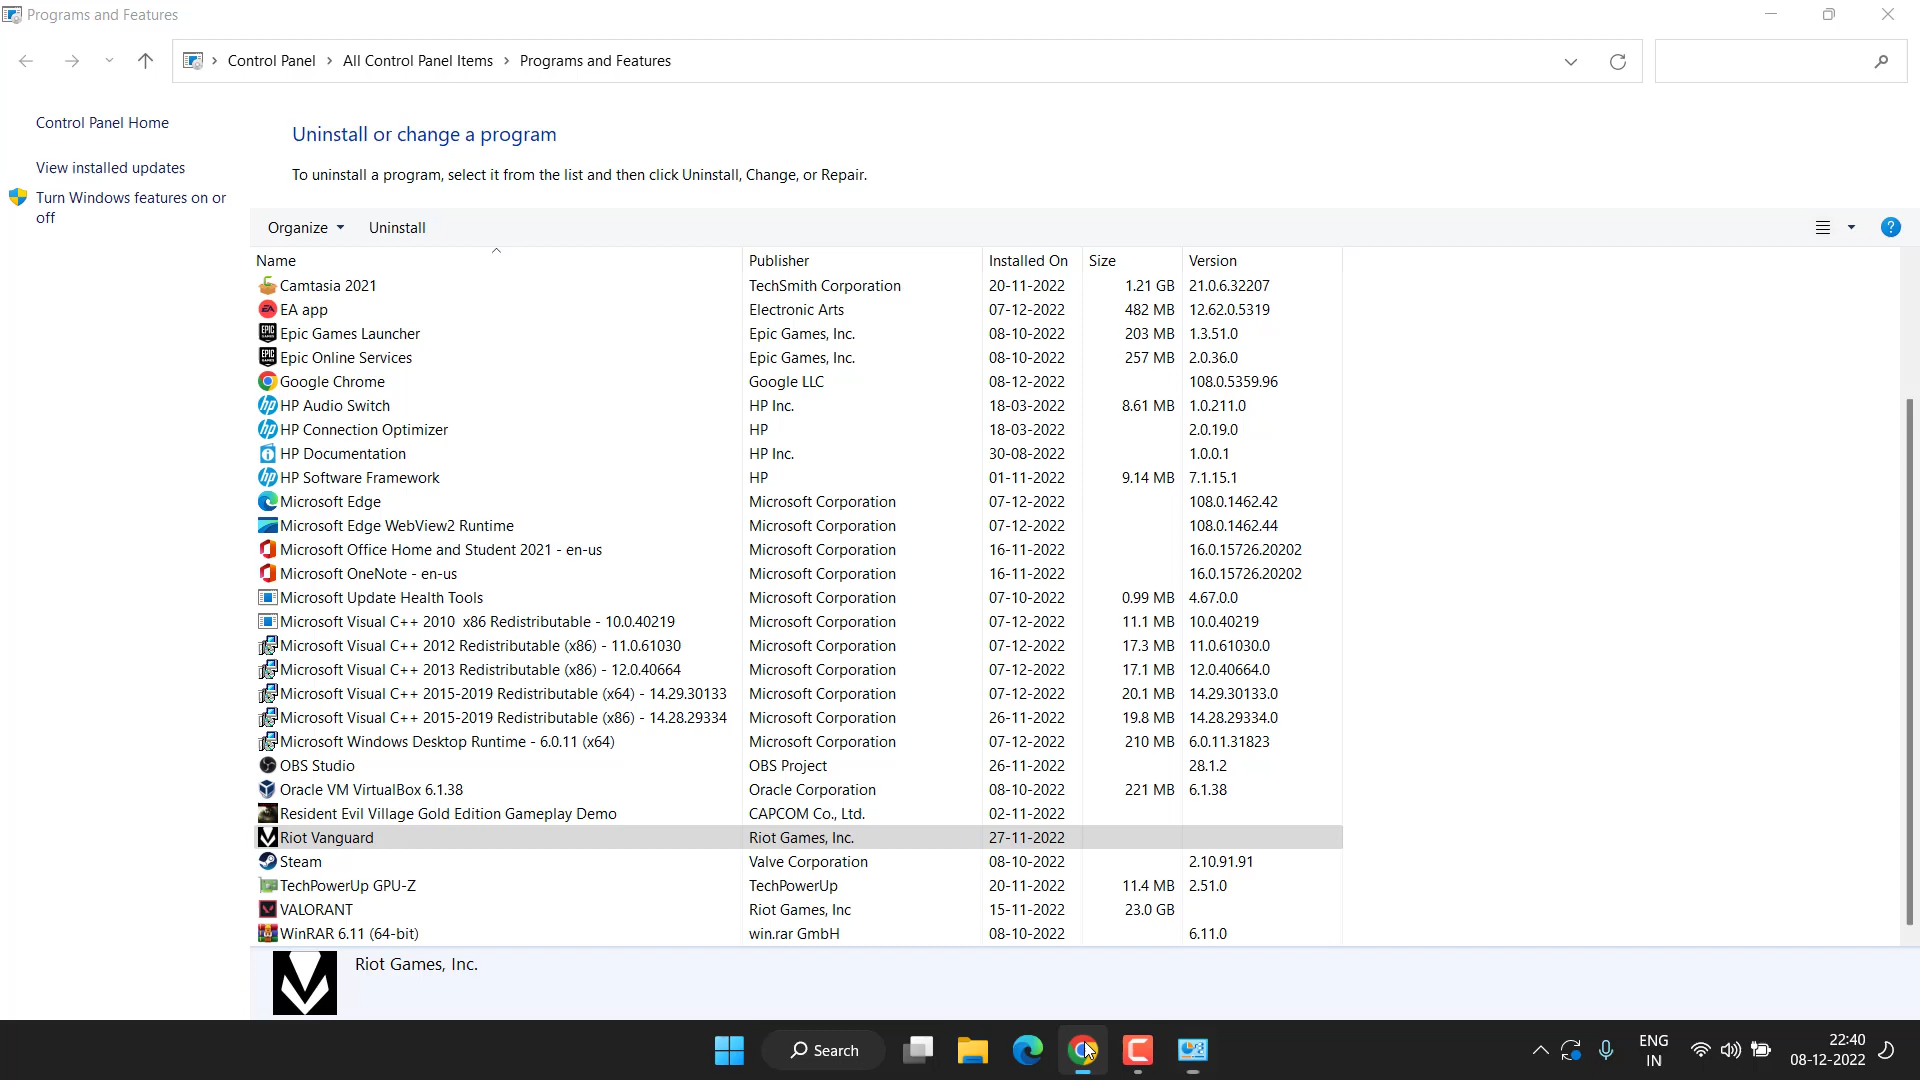 Programs and Features
Control Panel > All Control Panel Items > Programs and Features
Control Panel Home
View installed updates
Turn Windows features on or
off
Uninstall or change a program
To uninstall a program, select it from the list and then click Uninstall, Change, or Repair.
Organize Uninstall
Name Publisher Installed On Size Version
Camtasia 2021 TechSmith Corporation 20-11-2022 1.21 GB 21.0.6.32207
EA app Electronic Arts 07-12-2022 482 MB 12.62.0.5319
Epic Games Launcher Epic Games, Inc. 08-10-2022 203 MB 1.3.51.0
Epic Online Services Epic Games, Inc. 08-10-2022 257 MB 2.0.36.0
Google Chrome Google LLC 08-12-2022 108.0.5359.96
HP Audio Switch HP Inc. 18-03-2022 8.61 MB 1.0.211.0
HP Connection Optimizer HP 18-03-2022 2.0.19.0
HP Documentation HP Inc. 30-08-2022 1.0.0.1
HP Software Framework HP 01-11-2022 9.14 MB 7.1.15.1
Microsoft Edge Microsoft Corporation 07-12-2022 108.0.1462.42
Microsoft Edge WebView2 Runtime Microsoft Corporation 07-12-2022 108.0.1462.44
Microsoft Office Home and Student 2021 - en-us Microsoft Corporation 16-11-2022 16.0.15726.20202
Microsoft OneNote - en-us Microsoft Corporation 16-11-2022 16.0.15726.20202
Microsoft Update Health Tools Microsoft Corporation 07-10-2022 0.99 MB 4.67.0.0
Microsoft Visual C++ 2010 x86 Redistributable - 10.0.40219 Microsoft Corporation 07-12-2022 11.1 MB 10.0.40219
Microsoft Visual C++ 2012 Redistributable (x86) - 11.0.61030 Microsoft Corporation 07-12-2022 17.3 MB 11.0.61030.0
Microsoft Visual C++ 2013 Redistributable (x86) - 12.0.40664 Microsoft Corporation 07-12-2022 17.1 MB 12.0.40664.0
Microsoft Visual C++ 2015-2019 Redistributable (x64) - 14.29.30133 Microsoft Corporation 07-12-2022 20.1 MB 14.29.30133.0
Microsoft Visual C++ 2015-2019 Redistributable (x86) - 14.28.29334 Microsoft Corporation 26-11-2022 19.8 MB 14.28.29334.0
Microsoft Windows Desktop Runtime - 6.0.11 (x64) Microsoft Corporation 07-12-2022 210 MB 6.0.11.31823
OBS Studio OBS Project 26-11-2022 28.1.2
Oracle VM VirtualBox 6.1.38 Oracle Corporation 08-10-2022 221 MB 6.1.38
Resident Evil Village Gold Edition Gameplay Demo CAPCOM Co., Ltd. 02-11-2022
Riot Vanguard Riot Games, Inc. 27-11-2022
Steam Valve Corporation 08-10-2022 2.10.91.91
TechPowerUp GPU-Z TechPowerUp 20-11-2022 11.4 MB 2.51.0
VALORANT Riot Games, Inc 15-11-2022 23.0 GB
WinRAR 6.11 (64-bit) win.rar GmbH 08-10-2022 6.11.0
Riot Games, Inc.
Search
ENG
IN
22:40
08-12-2022